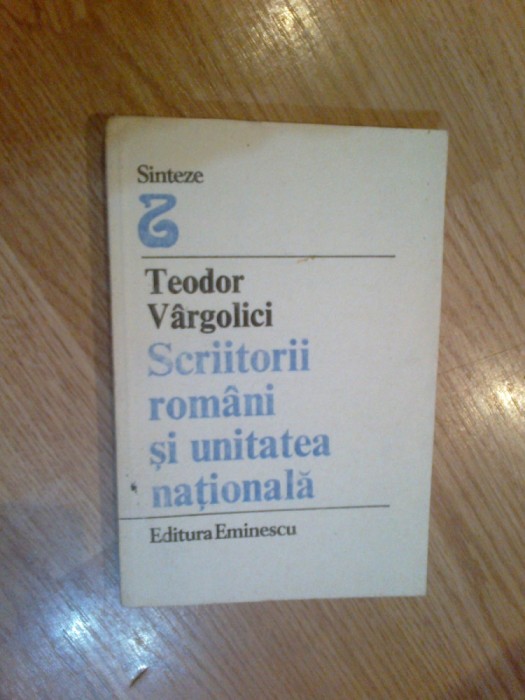 Sinteze
Teodor
Vârgolici
Scriitorii
români
și unitatea
națională
Editura Eminescu